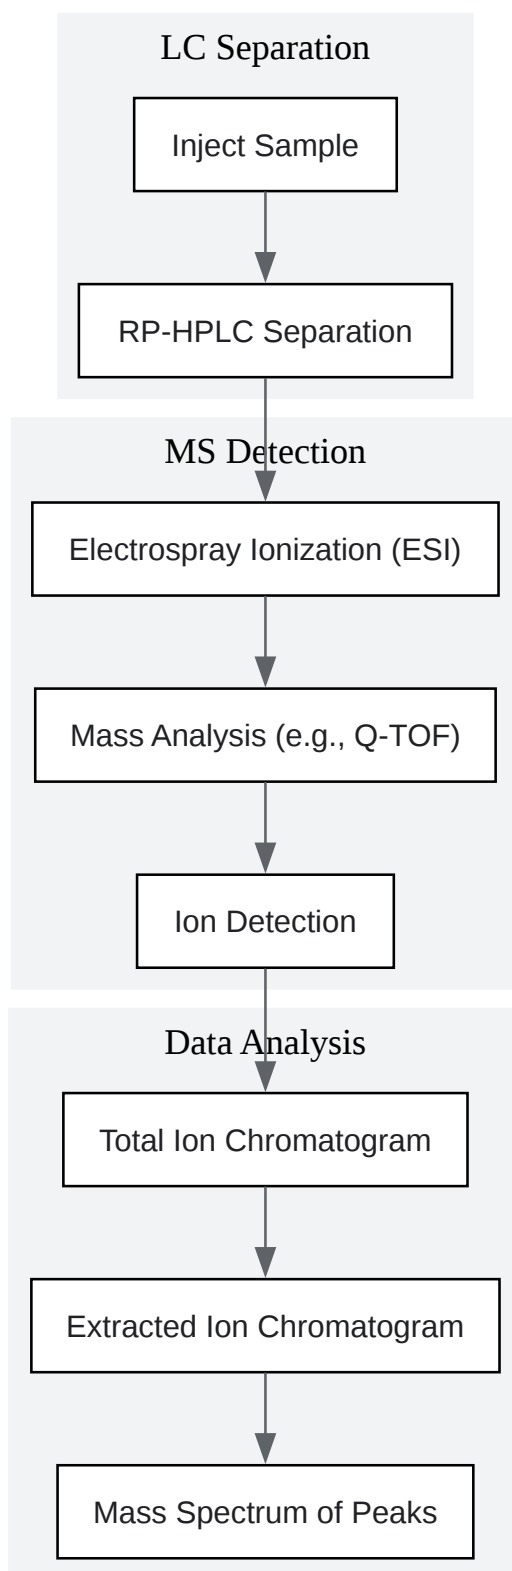 LC Separation
Inject Sample
RP-HPLC Separation
MS Detection
Electrospray Ionization (ESI)
Mass Analysis (e.g., Q-TOF)
Ion Detection
Data Analysis
Total Ion Chromatogram
Extracted Ion Chromatogram
Mass Spectrum of Peaks